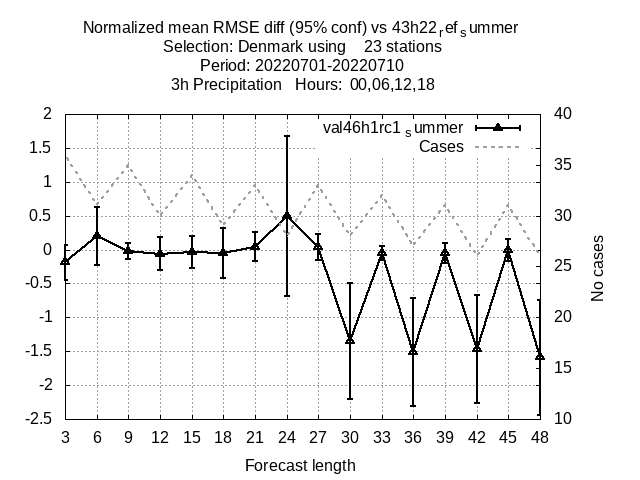 Normalized mean RMSE diff (95% conf) vs 43h22refsummer
Selection: Denmark using 23 stations
Period: 20220701-20220710
3h Precipitation Hours: 00,06,12,18
val46h1rc1summer
Cases
2
1.5
1
0.5
0
-0.5
-1
-1.5
-2
-2.5
40
35
30
25
20
15
10
No cases
3 6 9 12 15 18 21 24 27 30 33 36 39 42 45 48
Forecast length